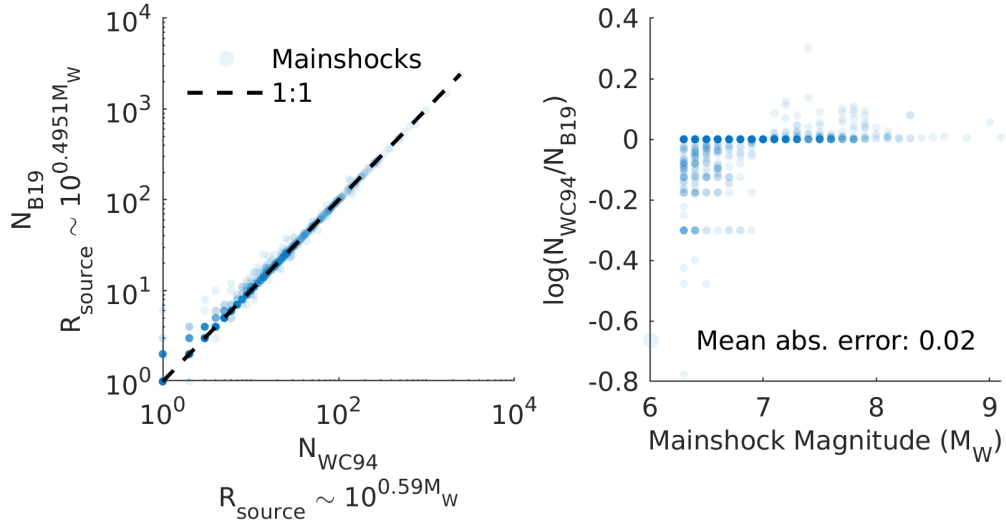 10^4
10^3
10^2
10^1
10^0
N_B19
R_source ~ 10^0.4951M_W
Mainshocks
1:1
10^0
10^2
10^4
N_WC94
R_source ~ 10^0.59M_W
0.4
0.2
0
-0.2
-0.4
-0.6
-0.8
log(N_WC94/N_B19)
Mean abs. error: 0.02
6
7
8
9
Mainshock Magnitude (M_W)